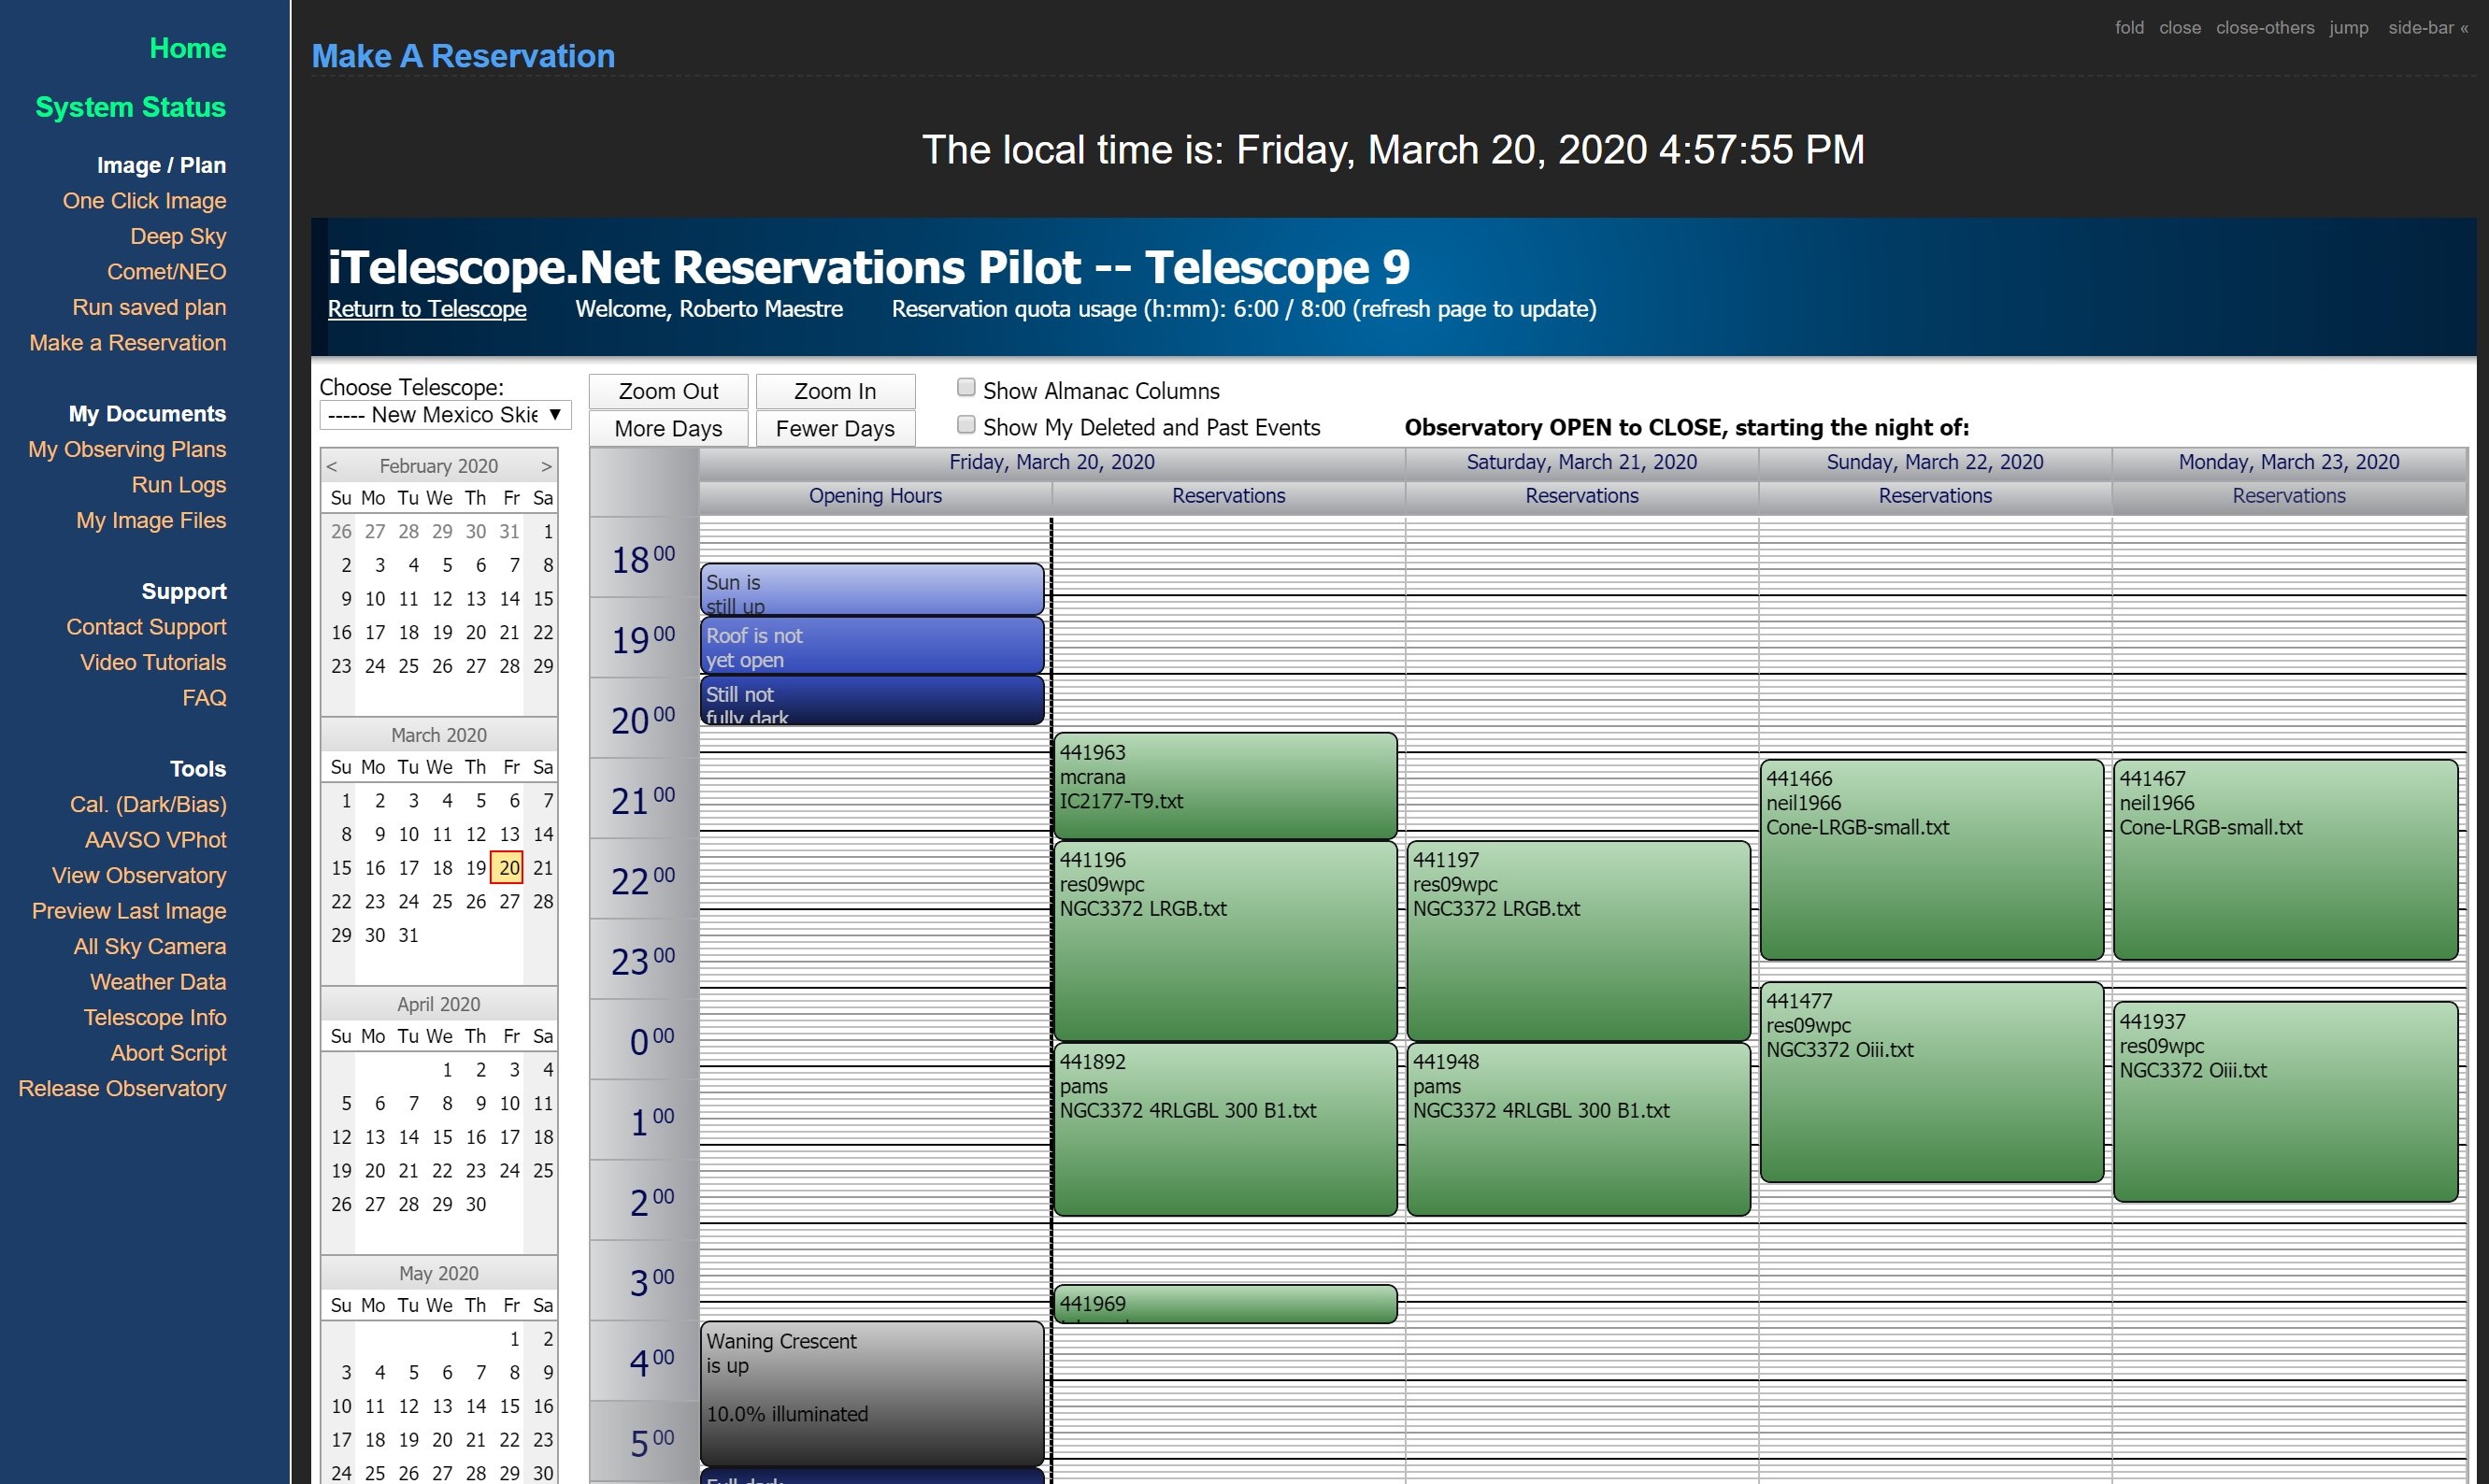 Home
System Status
Image / Plan
One Click Image
Deep Sky
Comet/NEO
Run saved plan
Make a Reservation
My Documents
My Observing Plans
Run Logs
My Image Files
Support
Contact Support
Video Tutorials
FAQ
Tools
Cal. (Dark/Bias)
AAVSO VPhot
View Observatory
Preview Last Image
All Sky Camera
Weather Data
Telescope Info
Abort Script
Release Observatory
fold close close-others jump side-bar «
Make A Reservation
The local time is: Friday, March 20, 2020 4:57:55 PM
iTelescope.Net Reservations Pilot -- Telescope 9
Return to Telescope Welcome, Roberto Maestre Reservation quota usage (h:mm): 6:00 / 8:00 (refresh page to update)
Choose Telescope:
----- New Mexico Skie ▼
Zoom Out Zoom In
More Days Fewer Days
Show Almanac Columns
Show My Deleted and Past Events
Observatory OPEN to CLOSE, starting the night of:
< February 2020 >
Su Mo Tu We Th Fr Sa
26 27 28 29 30 31 1
2 3 4 5 6 7 8
9 10 11 12 13 14 15
16 17 18 19 20 21 22
23 24 25 26 27 28 29
March 2020
Su Mo Tu We Th Fr Sa
1 2 3 4 5 6 7
8 9 10 11 12 13 14
15 16 17 18 19 20 21
22 23 24 25 26 27 28
29 30 31
April 2020
Su Mo Tu We Th Fr Sa
1 2 3 4
5 6 7 8 9 10 11
12 13 14 15 16 17 18
19 20 21 22 23 24 25
26 27 28 29 30
May 2020
Su Mo Tu We Th Fr Sa
1 2
3 4 5 6 7 8 9
10 11 12 13 14 15 16
17 18 19 20 21 22 23
24 25 26 27 28 29 30
Friday, March 20, 2020 Saturday, March 21, 2020 Sunday, March 22, 2020 Monday, March 23, 2020
Opening Hours Reservations Reservations Reservations Reservations
18 00
19 00
20 00
21 00
22 00
23 00
0 00
1 00
2 00
3 00
4 00
5 00
Sun is
still up
Roof is not
yet open
Still not
fully dark
Waning Crescent
is up
10.0% illuminated
Full dark
441963
mcrana
IC2177-T9.txt
441196
res09wpc
NGC3372 LRGB.txt
441892
pams
NGC3372 4RLGBL 300 B1.txt
441969
441197
res09wpc
NGC3372 LRGB.txt
441948
pams
NGC3372 4RLGBL 300 B1.txt
441466
neil1966
Cone-LRGB-small.txt
441477
res09wpc
NGC3372 Oiii.txt
441467
neil1966
Cone-LRGB-small.txt
441937
res09wpc
NGC3372 Oiii.txt